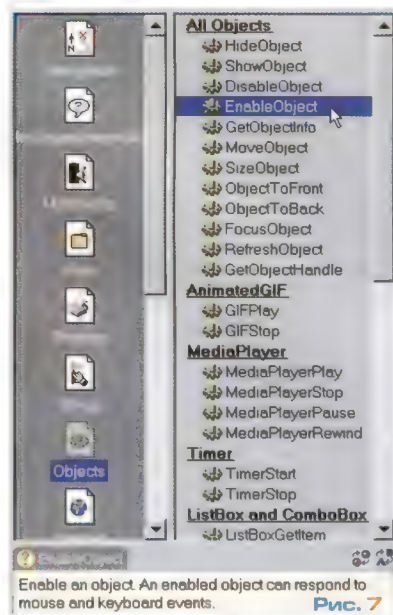 All Objects
HideObject
ShowObject
DisableObject
EnableObject
GetObjectInfo
MoveObject
SizeObject
ObjectToFront
ObjectToBack
FocusObject
RefreshObject
GetObjectHandle
AnimatedGIF
GIFPlay
GIFStop
MediaPlayer
MediaPlayerPlay
MediaPlayerStop
MediaPlayerPause
MediaPlayerRewind
Timer
TimerStart
TimerStop
ListBox and ComboBox
ListBoxGetItem
Objects
Enable an object. An enabled object can respond to
mouse and keyboard events.
Рис. 7